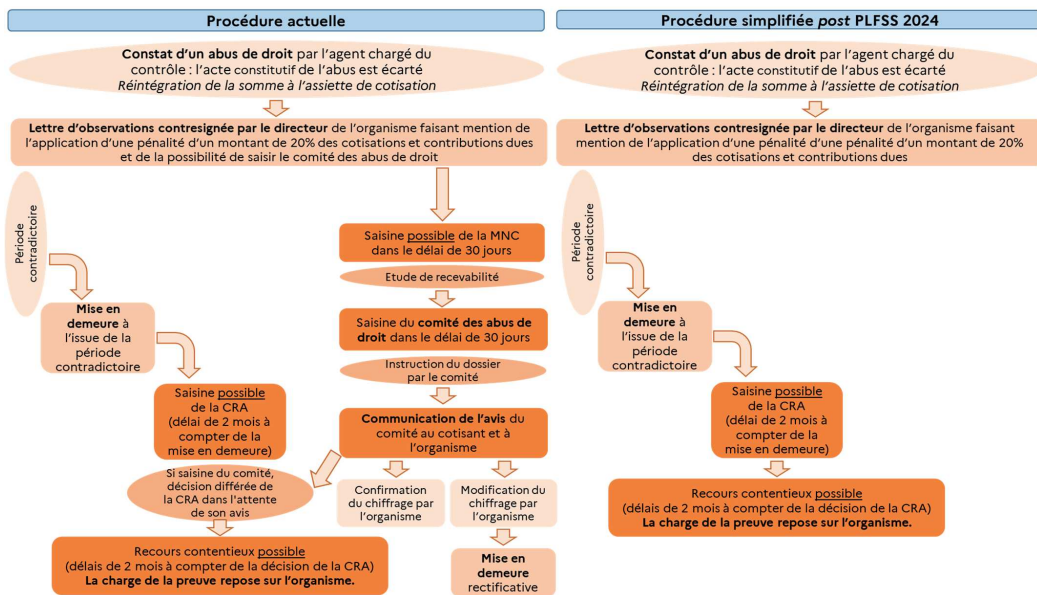 Procédure actuelle
Constat d'un abus de droit par l'agent chargé du
contrôle : l'acte constitutif de l'abus est écarté
Réintégration de la somme à l'assiette de cotisation
Lettre d'observations contresignée par le directeur de l'organisme faisant mention de
l'application d'une pénalité d'un montant de 20% des cotisations et contributions dues
et de la possibilité de saisir le comité des abus de droit
Période
contradictoire
Mise en
demeure à
l'issue de la
période
contradictoire
Saisine possible
de la CRA
(délai de 2 mois à
compter de la
mise en demeure)
Si saisine du comité,
décision différée de
la CRA dans l'attente
de son avis
Recours contentieux possible
(délais de 2 mois à compter de la décision de la CRA)
La charge de la preuve repose sur l'organisme.
Saisine possible de la MNC
dans le délai de 30 jours
Etude de recevabilité
Saisine du comité des abus de
droit dans le délai de 30 jours
Instruction du dossier
par le comité
Communication de l'avis du
comité au cotisant et à
l'organisme
Confirmation
du chiffrage par
l'organisme
Modification du
chiffrage par
l'organisme
Mise en
demeure
rectificative
Procédure simplifiée post PLFSS 2024
Constat d'un abus de droit par l'agent chargé du
contrôle : l'acte constitutif de l'abus est écarté
Réintégration de la somme à l'assiette de cotisation
Lettre d'observations contresignée par le directeur de l'organisme faisant
mention de l'application d'une pénalité d'une pénalité d'un montant de 20%
des cotisations et contributions dues
Période
contradictoire
Mise en
demeure à
l'issue de la
période
contradictoire
Saisine possible
de la CRA
(délai de 2 mois à
compter de la
mise en demeure)
Recours contentieux possible
(délais de 2 mois à compter de la décision de la CRA)
La charge de la preuve repose sur l'organisme.